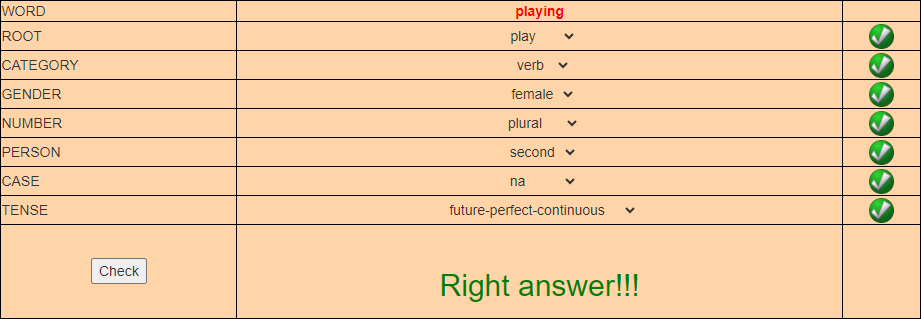 WORD playing
ROOT play
CATEGORY verb
GENDER female
NUMBER plural
PERSON second
CASE na
TENSE future-perfect-continuous
Check
Right answer!!!